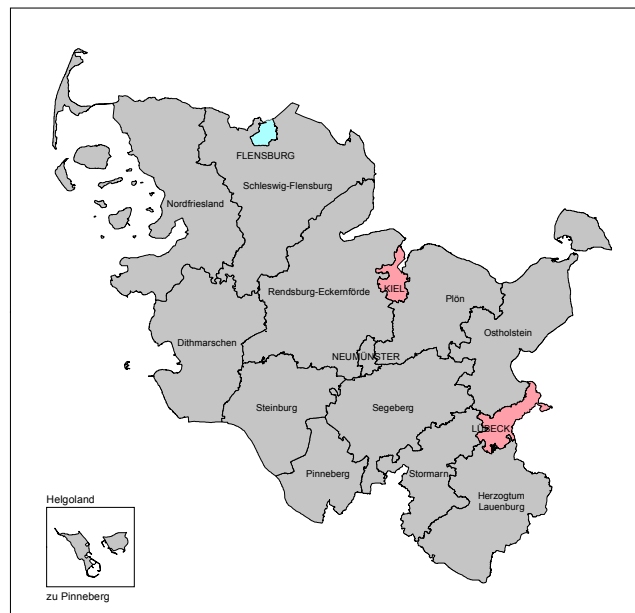 FLENSBURG
Schleswig-Flensburg
Nordfriesland
KIEL
Rendsburg-Eckernförde
Plön
Ostholstein
Dithmarschen
NEUMÜNSTER
Steinburg
Segeberg
LÜBECK
Pinneberg
Stormarn
Herzogtum
Lauenburg
Helgoland
zu Pinneberg